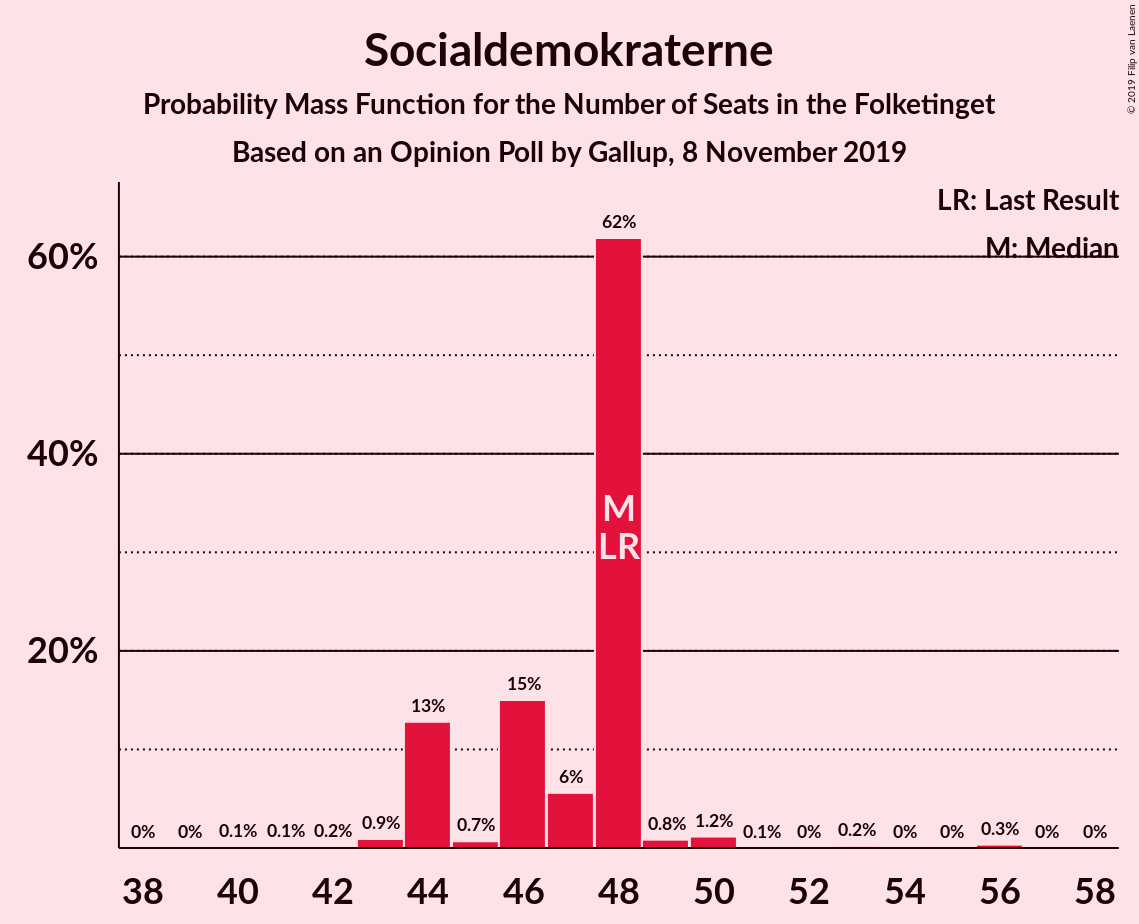 Socialdemokraterne
Probability Mass Function for the Number of Seats in the Folketinget
Based on an Opinion Poll by Gallup, 8 November 2019
© 2019 Filip van Laenen
LR: Last Result
M: Median
60%
40%
20%
0% 0% 0.1% 0.1% 0.2% 0.9% 13% 0.7% 15% 6% 62% 0.8% 1.2% 0.1% 0% 0.2% 0% 0% 0.3% 0% 0%
M
LR
38 40 42 44 46 48 50 52 54 56 58